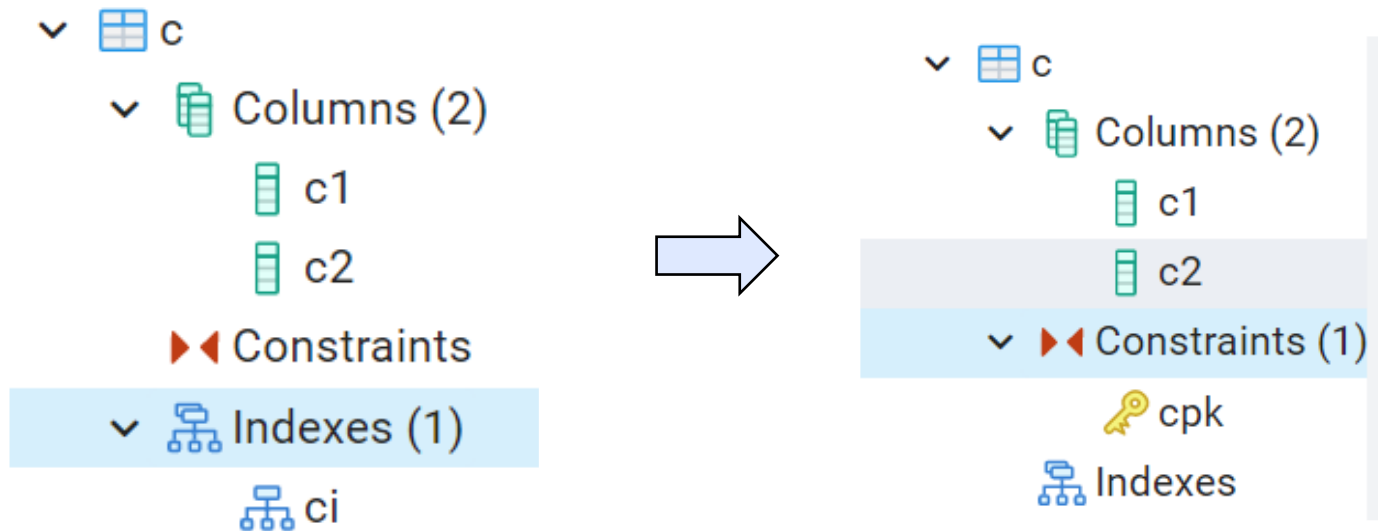 c
Columns (2)
c1
c2
Constraints
Indexes (1)
ci
c
Columns (2)
c1
c2
Constraints (1)
cpk
Indexes